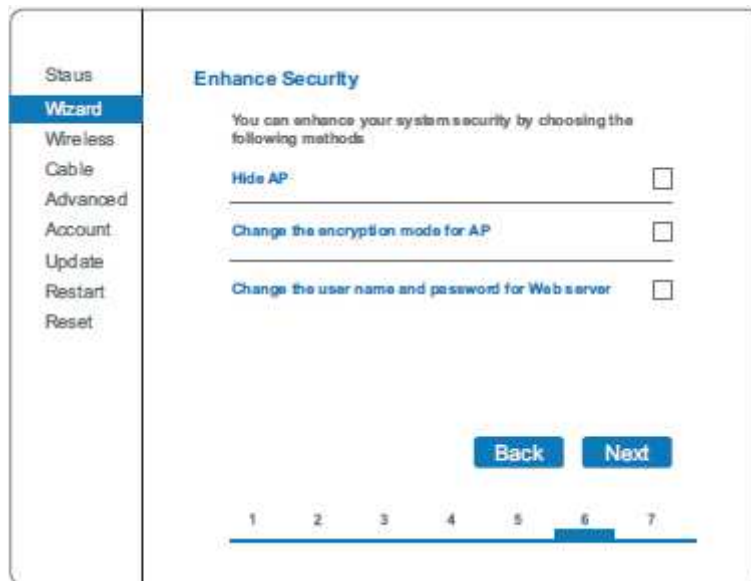 Staus
Wizard
Wireless
Cable
Advanced
Account
Update
Restart
Reset
Enhance Security
You can enhance your system security by choosing the
following methods
Hide AP
Change the encryption mode for AP
Change the user name and password for Web server
Back Next
1 2 3 4 5 6 7